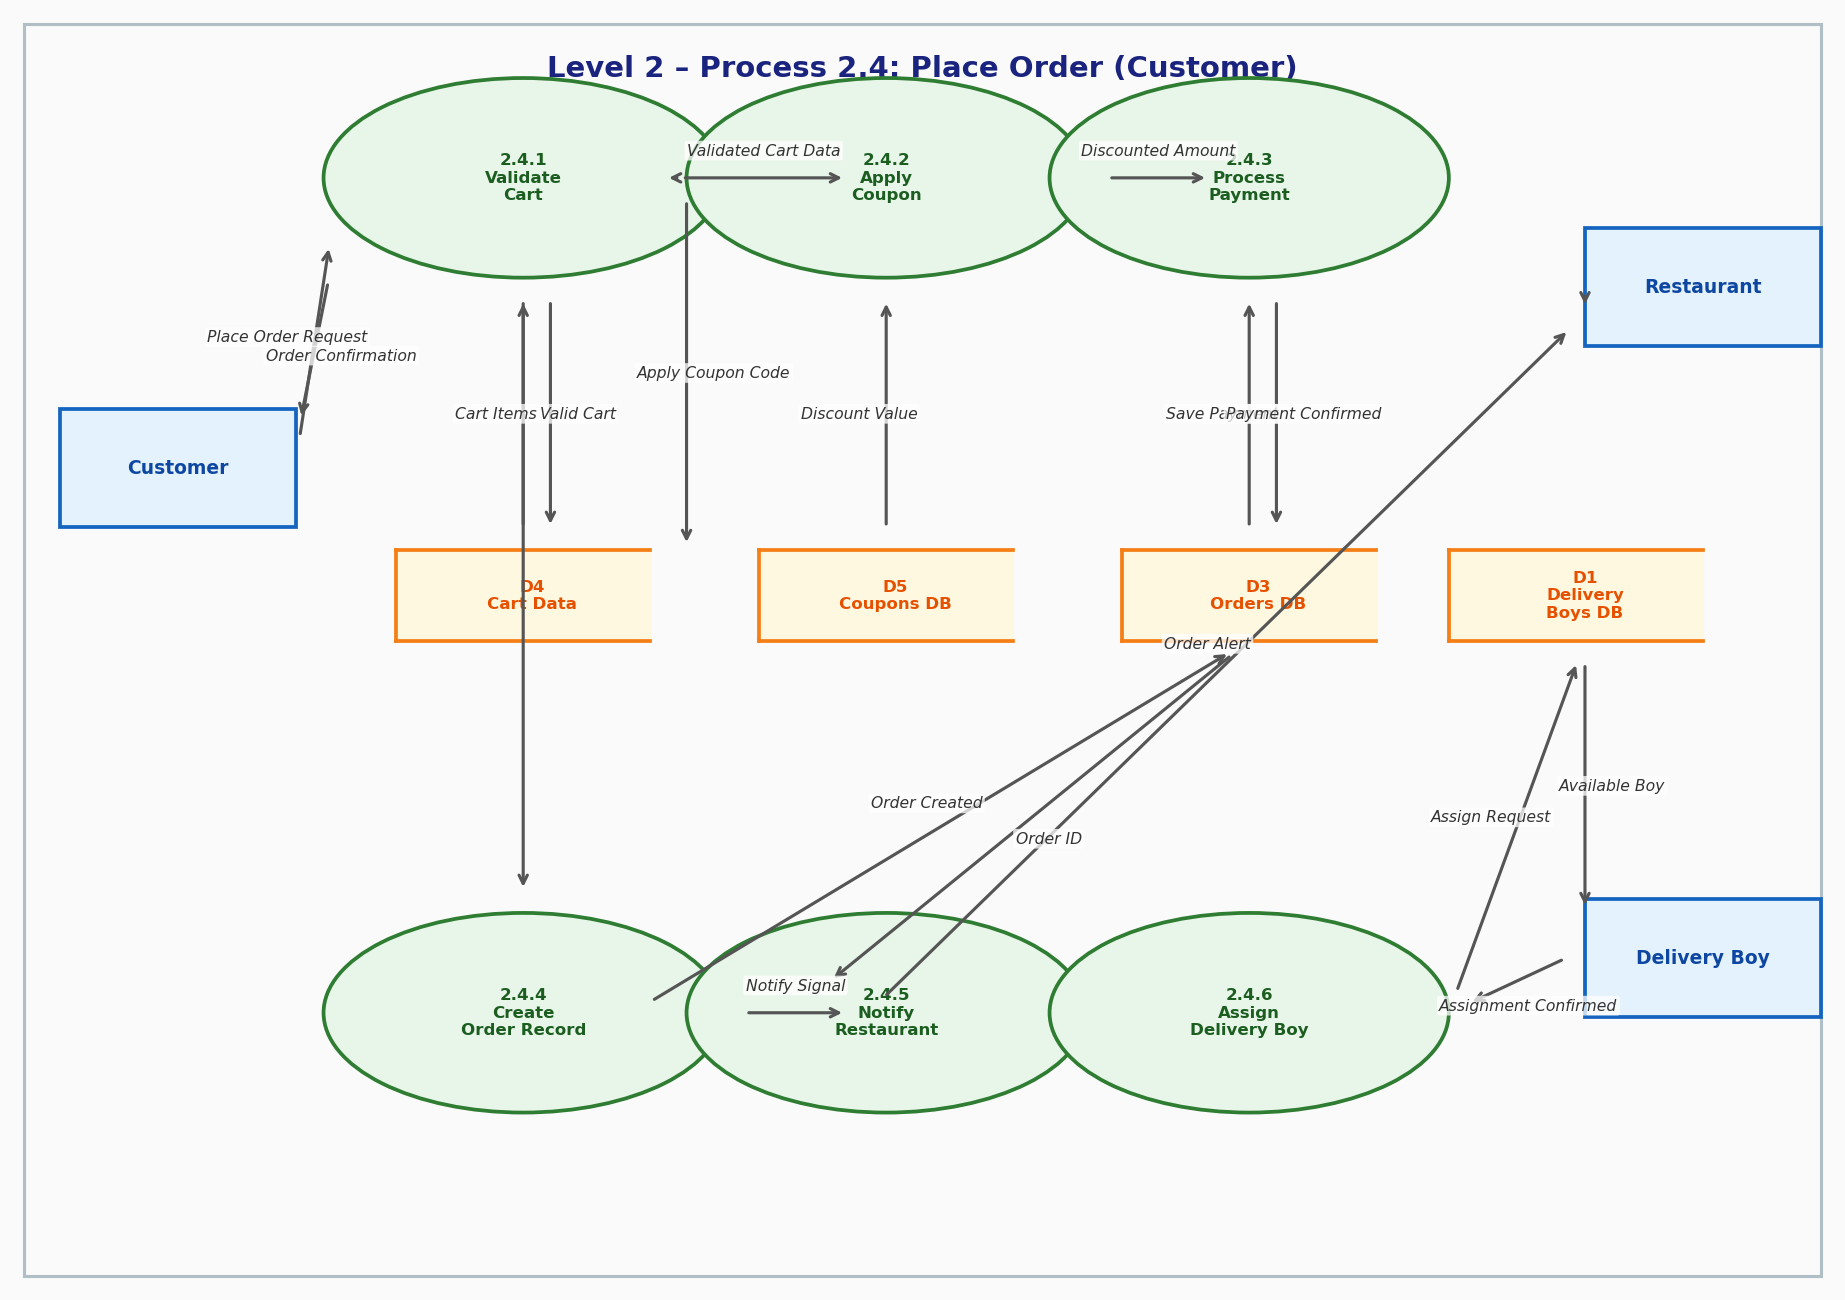 Level 2 – Process 2.4: Place Order (Customer)
Validated Cart Data
Discounted Amount
2.4.1
Validate
Cart
2.4.2
Apply
Coupon
2.4.3
Process
Payment
Restaurant
Place Order Request
Order Confirmation
Apply Coupon Code
Cart Items
Valid Cart
Discount Value
Save Payment
Payment Confirmed
Customer
D4
Cart Data
D5
Coupons DB
D3
Orders DB
D1
Delivery
Boys DB
Order Alert
Available Boy
Order Created
Assign Request
Order ID
Delivery Boy
Notify Signal
Assignment Confirmed
2.4.4
Create
Order Record
2.4.5
Notify
Restaurant
2.4.6
Assign
Delivery Boy